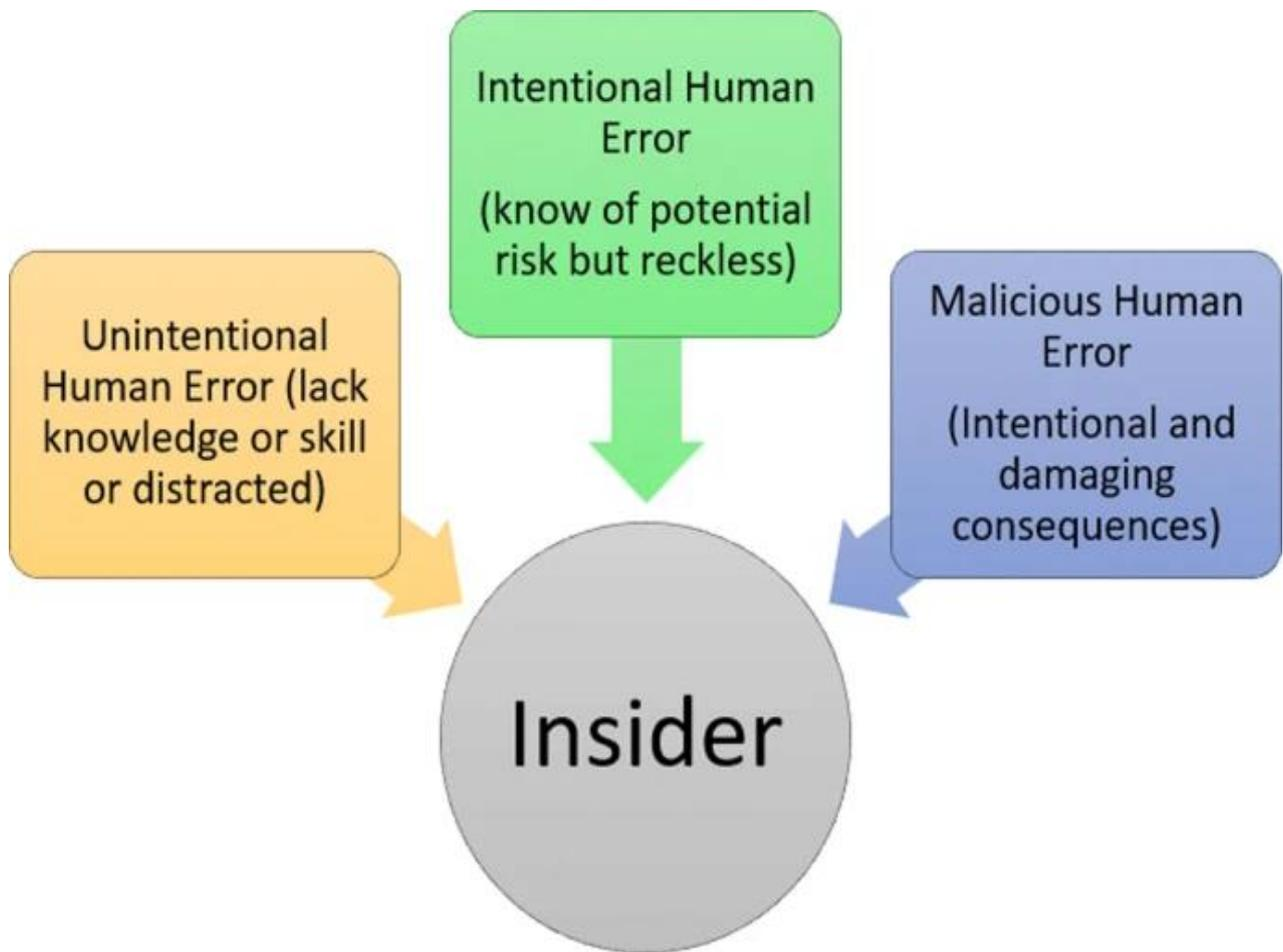 Intentional Human
Error
(know of potential
risk but reckless)
Unintentional
Human Error (lack
knowledge or skill
or distracted)
Malicious Human
Error
(Intentional and
damaging
consequences)
Insider